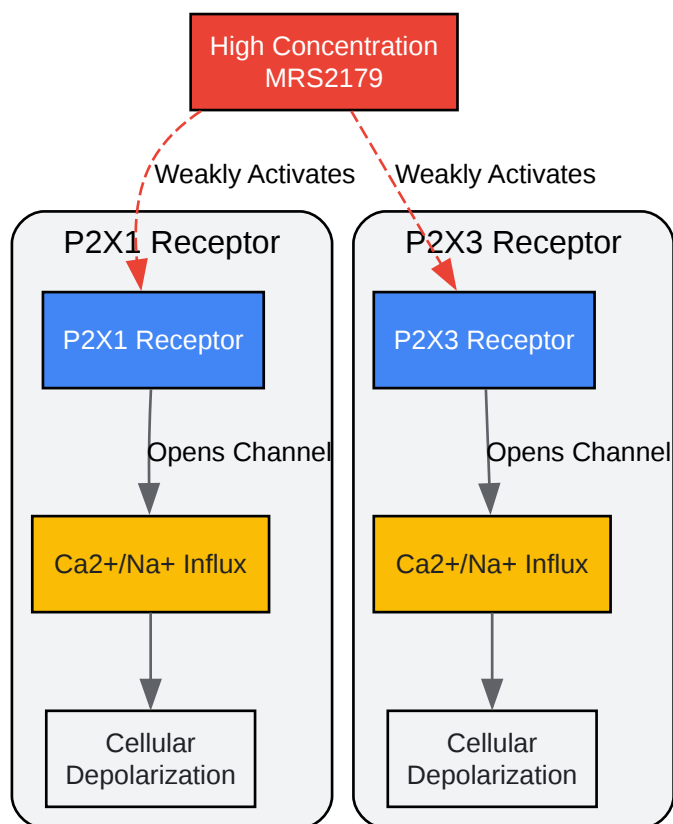 High Concentration
MRS2179
Weakly Activates
Weakly Activates
P2X1 Receptor
P2X3 Receptor
P2X1 Receptor
P2X3 Receptor
Opens Channel
Opens Channel
Ca2+/Na+ Influx
Ca2+/Na+ Influx
Cellular
Depolarization
Cellular
Depolarization